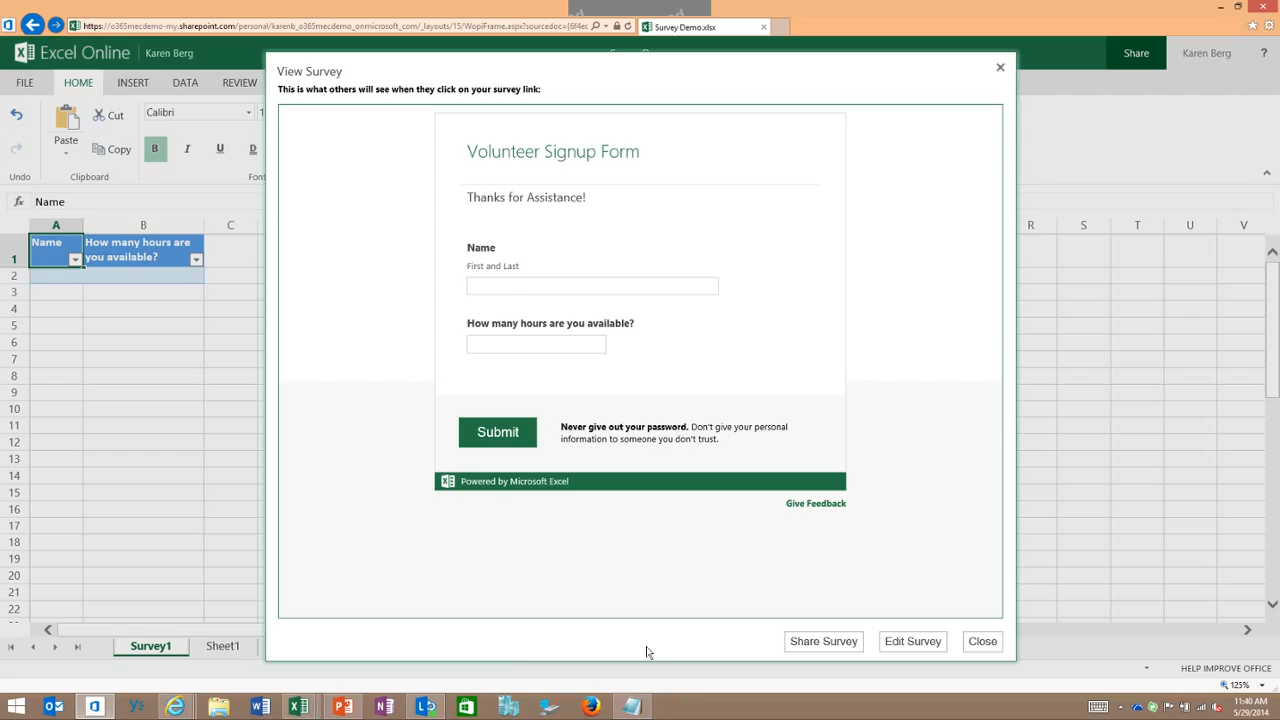 https://o365mecdemo-my.sharepoint.com/personal/karenb_o365mecdemo_onmicrosoft_com/_layouts/15/WopiFrame.aspx?sourcedoc={6f4ec
Survey Demo.xlsx
Excel Online
Karen Berg
Share
Karen Berg
?
FILE
HOME
INSERT
DATA
REVIEW
Cut
Calibri
Paste
Copy
B
I
U
D
Undo
Clipboard
Font
fx
Name
A
B
C
R
S
T
U
V
Name
How many hours are
you available?
1
2
3
4
5
6
7
8
9
10
11
12
13
14
15
16
17
18
19
20
21
22
View Survey
This is what others will see when they click on your survey link:
Volunteer Signup Form
Thanks for Assistance!
Name
First and Last
How many hours are you available?
Submit
Never give out your password. Don't give your personal
information to someone you don't trust.
Powered by Microsoft Excel
Give Feedback
Share Survey
Edit Survey
Close
Survey1
Sheet1
HELP IMPROVE OFFICE
125%
11:40 AM
5/29/2014